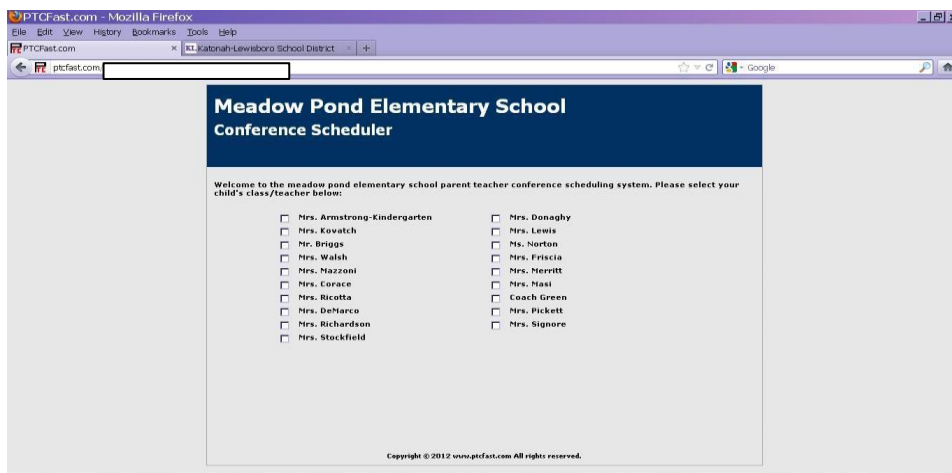 PTCFast.com - Mozilla Firefox
File Edit View History Bookmarks Tools Help
PTCFast.com × KL Katonah-Lewisboro School District × +
ptcfast.com Google
Meadow Pond Elementary School
Conference Scheduler
Welcome to the meadow pond elementary school parent teacher conference scheduling system. Please select your
child's class/teacher below:
Mrs. Armstrong-Kindergarten
Mrs. Kovatch
Mr. Briggs
Mrs. Walsh
Mrs. Mazzoni
Mrs. Corace
Mrs. Ricotta
Mrs. DeMarco
Mrs. Richardson
Mrs. Stockfield
Mrs. Donaghy
Mrs. Lewis
Ms. Norton
Mrs. Friscia
Mrs. Merritt
Mrs. Masi
Coach Green
Mrs. Pickett
Mrs. Signore
Copyright © 2012 www.ptcfast.com All rights reserved.